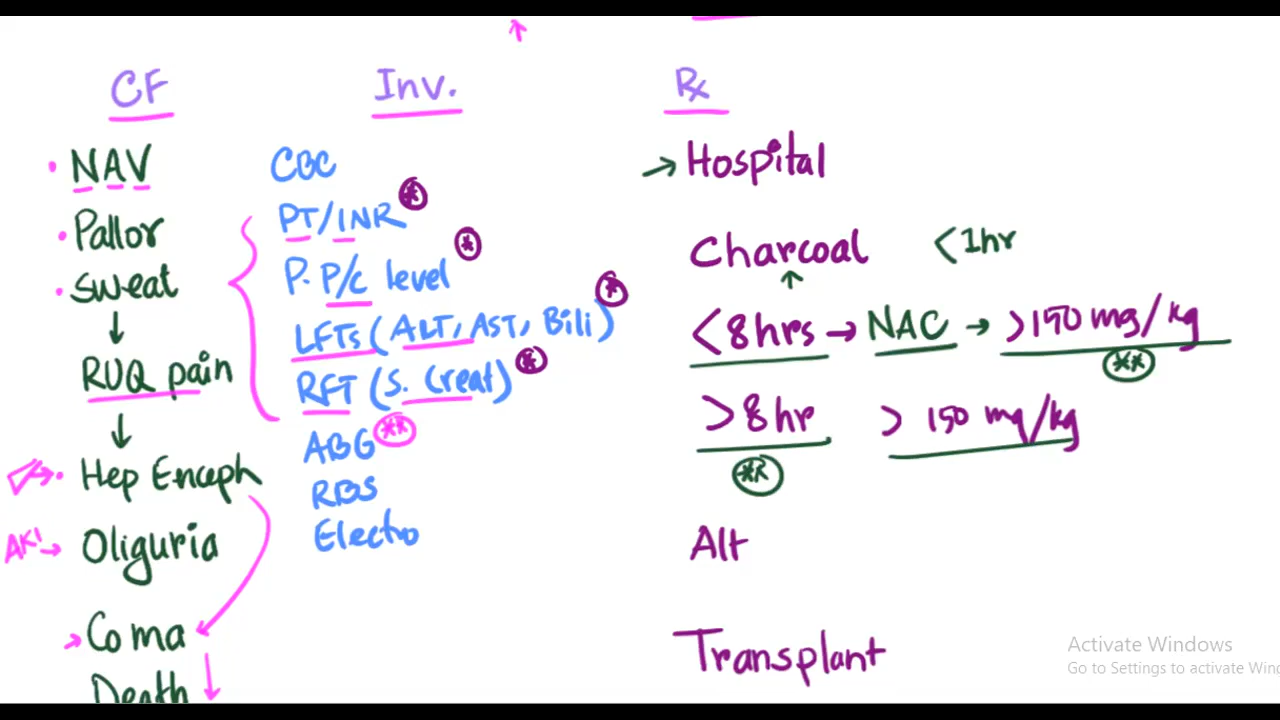 CF
Inv.
Rx
NAV
Pallor
Sweat
RUQ pain
Hep Enceph
AKI
Oliguria
Coma
Death
CBC
PT/INR *
P. P/C level *
LFTs (ALT, AST, Bili) *
RFT (S. Creat) *
ABG **
RBS
Electro
→ Hospital
Charcoal <1hr
<8hrs → NAC → >150 mg/kg
**
>8hr >150 mg/kg
**
Alt
Transplant
Activate Windows
Go to Settings to activate Win